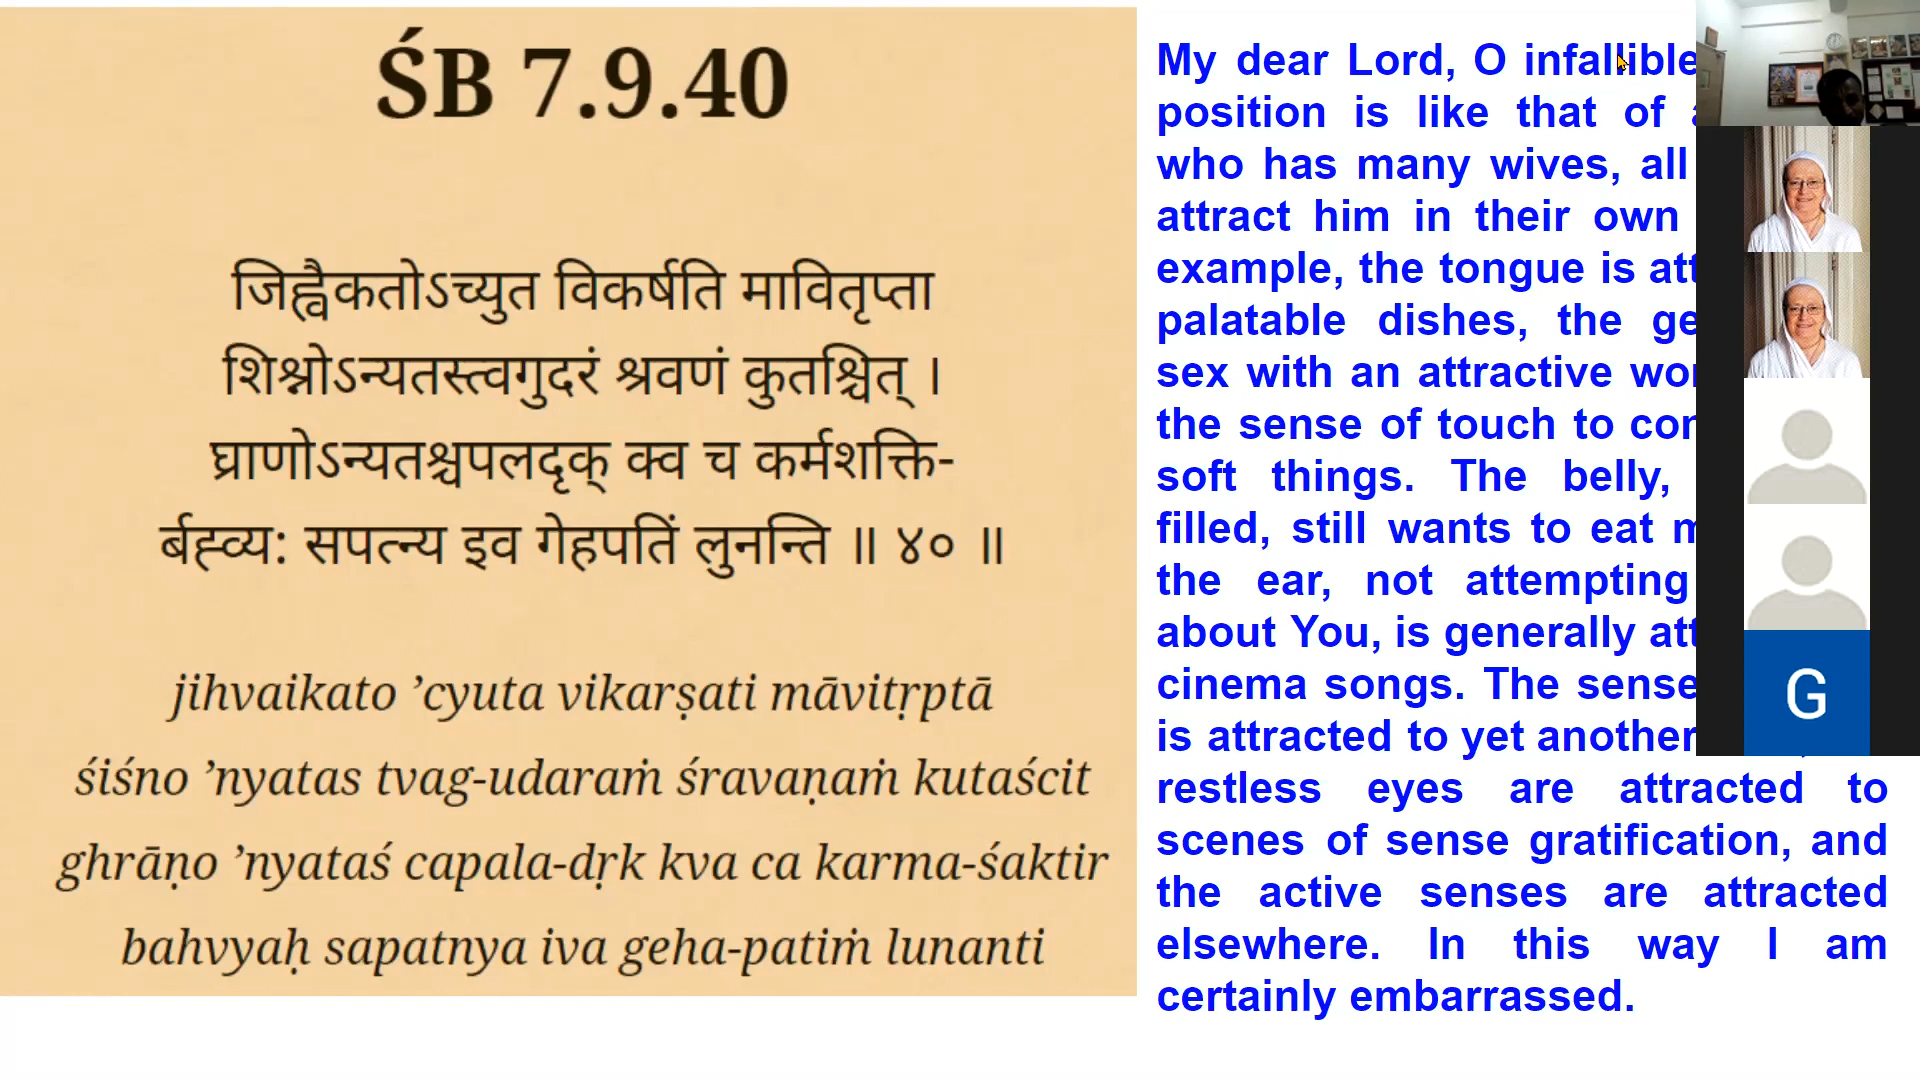 ŚB 7.9.40
जिह्वैकतोऽच्युत विकर्षति मावितृप्ता
शिश्नोऽन्यतस्त्वगुदरं श्रवणं कुतश्चित् ।
घ्राणोऽन्यतश्चपलदृक् क्व च कर्मशक्ति-
र्बह्व्य: सपत्न्य इव गेहपतिं लुनन्ति ॥ ४० ॥
jihvaikato ’cyuta vikarṣati māvitṛptā
śiśno ’nyatas tvag-udaraṁ śravaṇaṁ kutaścit
ghrāṇo ’nyataś capala-dṛk kva ca karma-śaktir
bahvyaḥ sapatnya iva geha-patiṁ lunanti
My dear Lord, O infallible
position is like that of
who has many wives, all
attract him in their own
example, the tongue is
palatable dishes, the
sex with an attractive
the sense of touch to
soft things. The belly,
filled, still wants to eat
the ear, not attempting
about You, is generally
cinema songs. The sense
is attracted to yet another
restless eyes are attracted to
scenes of sense gratification, and
the active senses are attracted
elsewhere. In this way I am
certainly embarrassed.
G